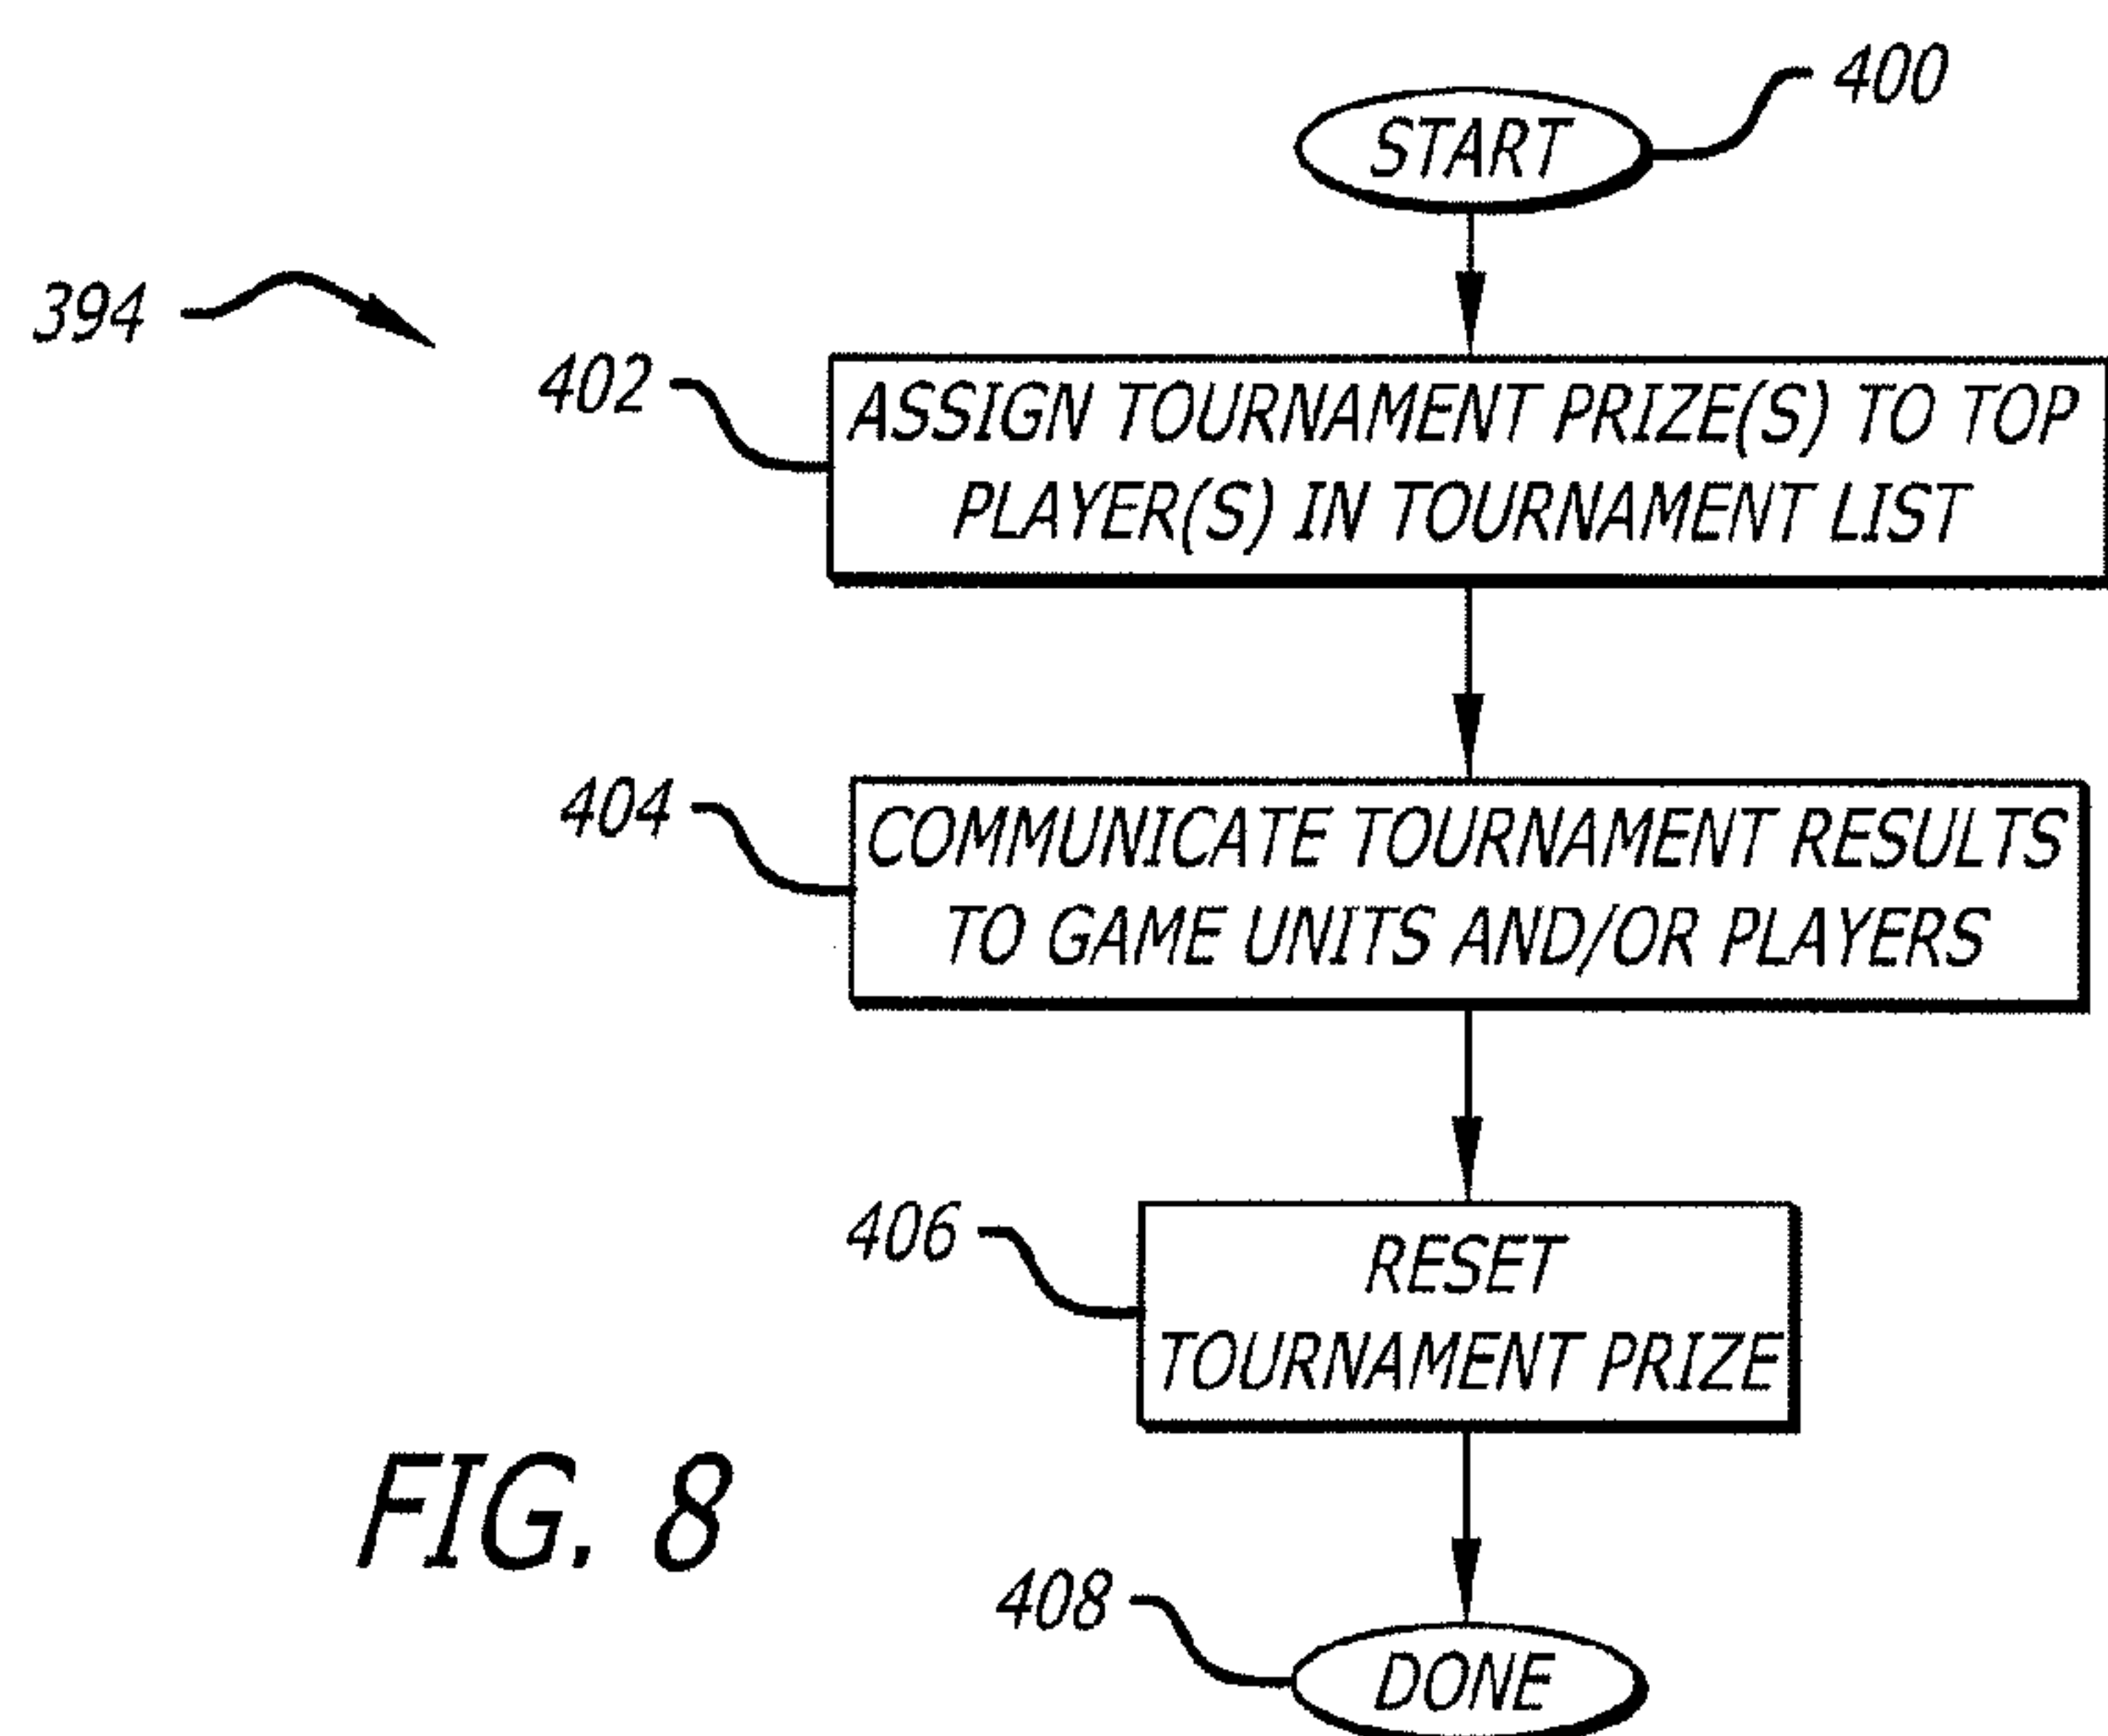 400
START
394
402
ASSIGN TOURNAMENT PRIZE(S) TO TOP
PLAYER(S) IN TOURNAMENT LIST
404
COMMUNICATE TOURNAMENT RESULTS
TO GAME UNITS AND/OR PLAYERS
406
RESET
TOURNAMENT PRIZE
FIG. 8
408
DONE